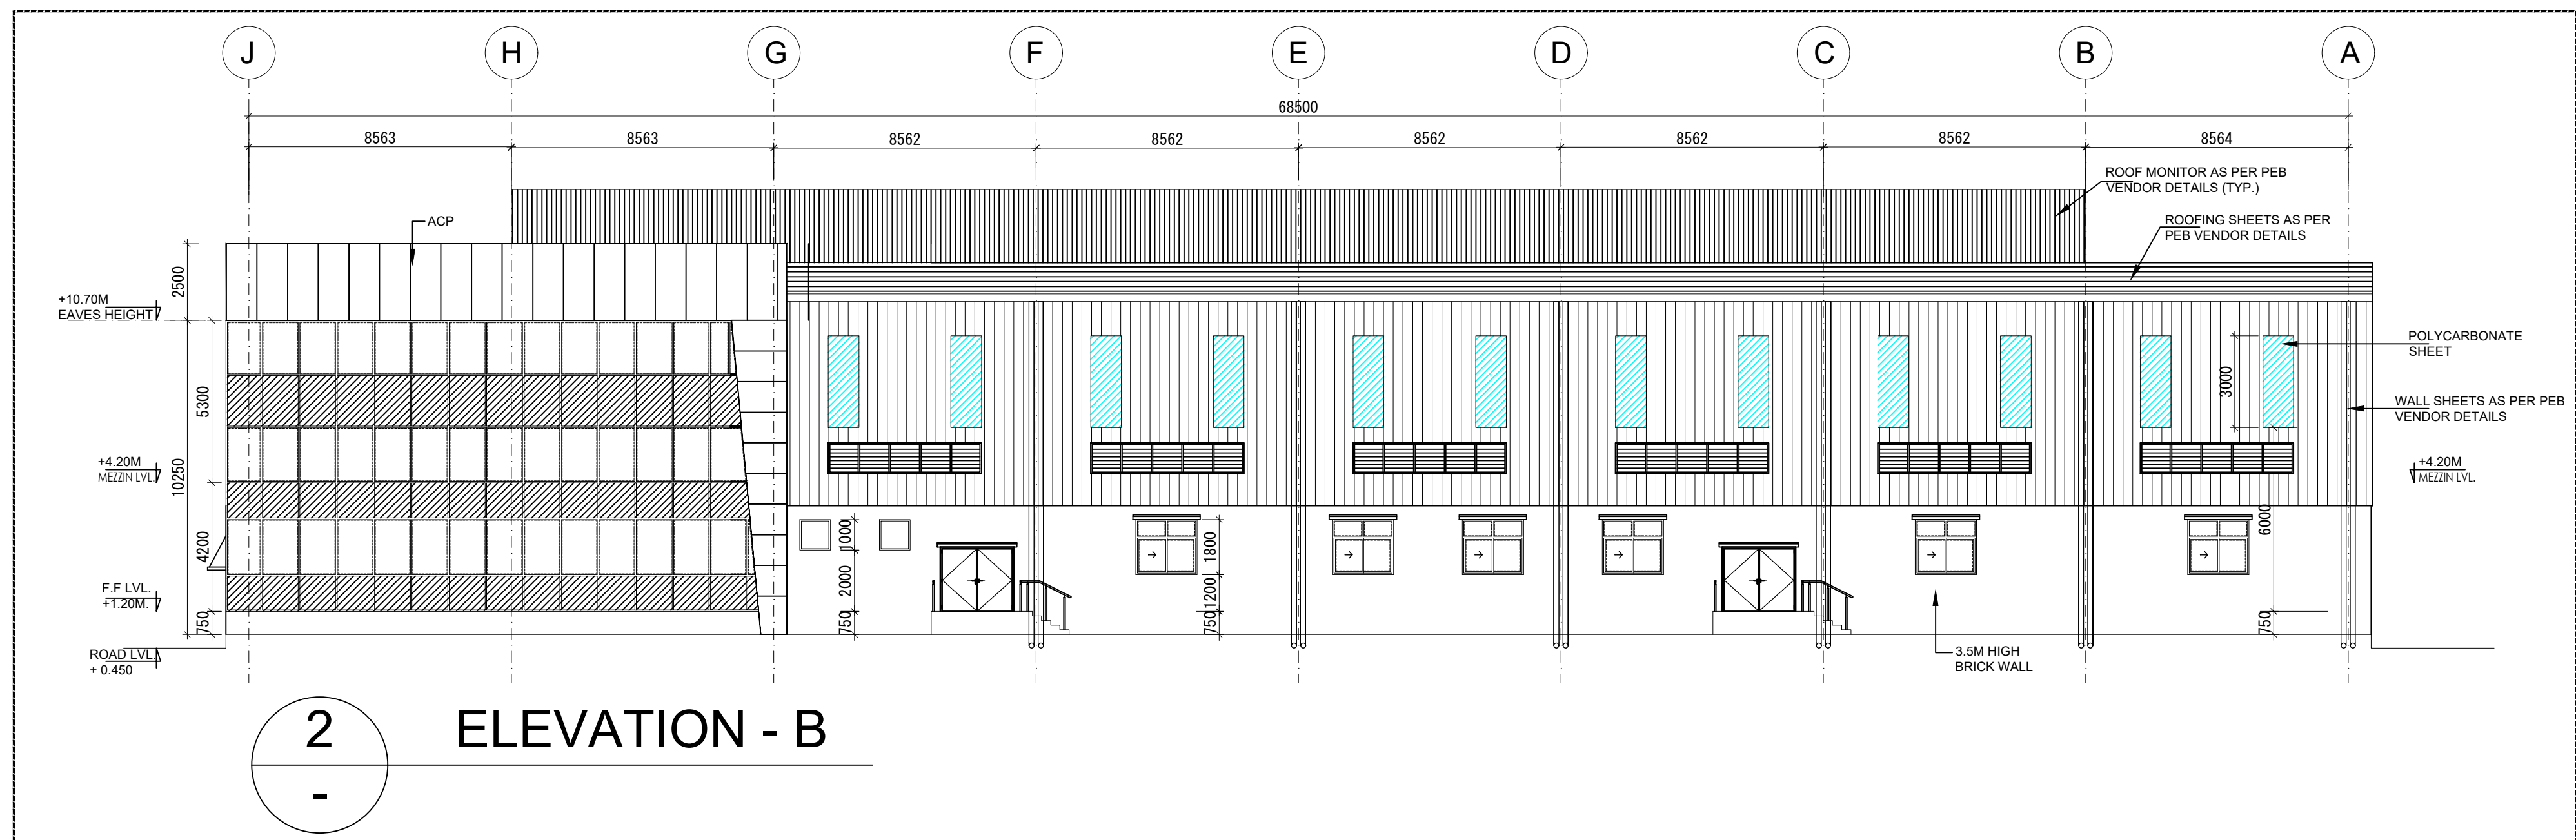 J
H
G
F
E
D
C
B
A
68500
8563
8563
8562
8562
8562
8562
8562
8564
ROOF MONITOR AS PER PEB
VENDOR DETAILS (TYP.)
ROOFING SHEETS AS PER
PEB VENDOR DETAILS
ACP
2500
+10.70M
EAVES HEIGHT
5300
10250
+4.20M
MEZZIN LVL.
4200
F.F LVL.
+1.20M.
750
ROAD LVL.
+ 0.450
1000
2000
750
1800
1200
750
3000
6000
750
POLYCARBONATE
SHEET
WALL SHEETS AS PER PEB
VENDOR DETAILS
+4.20M
MEZZIN LVL.
3.5M HIGH
BRICK WALL
2
-
ELEVATION - B